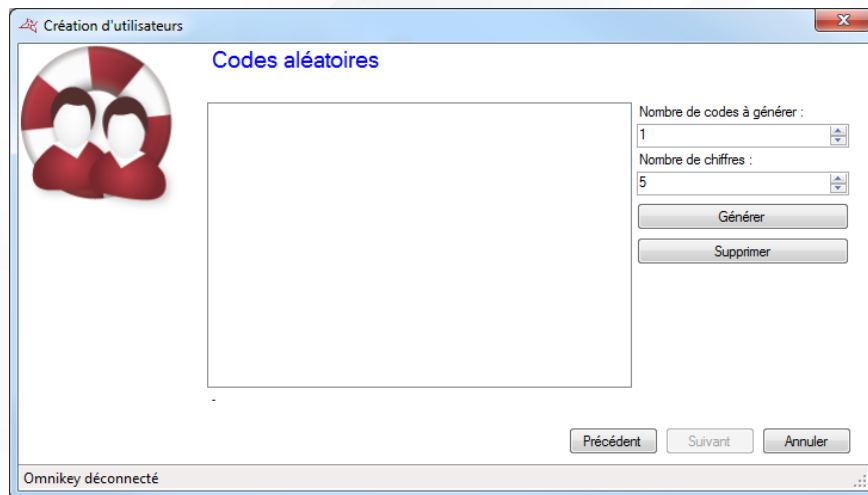 Création d'utilisateurs
Codes aléatoires
Nombre de codes à générer :
1
Nombre de chiffres :
5
Générer
Supprimer
-
Précédent Suivant Annuler
Omnikey déconnecté